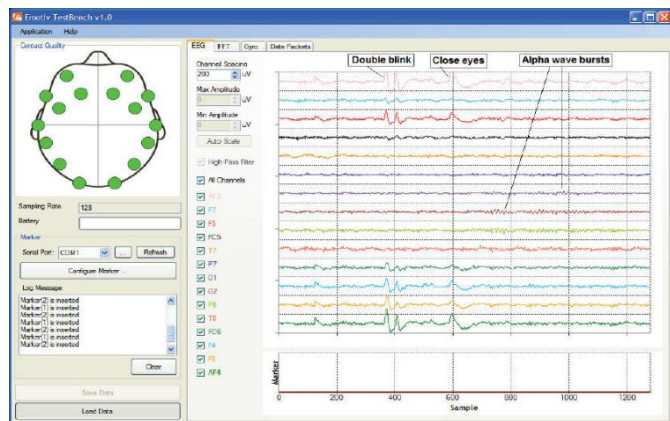 Emotiv TestBench v1.0
Application Help
Contact Quality
EEG FFT Gyro Data Packets
Channel Spacing
200 uV
Max Amplitude
0 uV
Min Amplitude
0 uV
Auto Scale
High-Pass Filter
All Channels
AF3
F7
F3
FC5
T7
P7
O1
O2
P8
T8
FC6
F4
F8
AF4
Double blink
Close eyes
Alpha wave bursts
Sampling Rate 128
Battery
Marker
Serial Port: COM1 ... Refresh
Configure Marker ...
Log Message
Marker(2) is inserted
Marker(1) is inserted
Marker(2) is inserted
Marker(2) is inserted
Marker(1) is inserted
Marker(2) is inserted
Clear
Save Data
Load Data
Marker
0 200 400 600 800 1000 1200
Sample